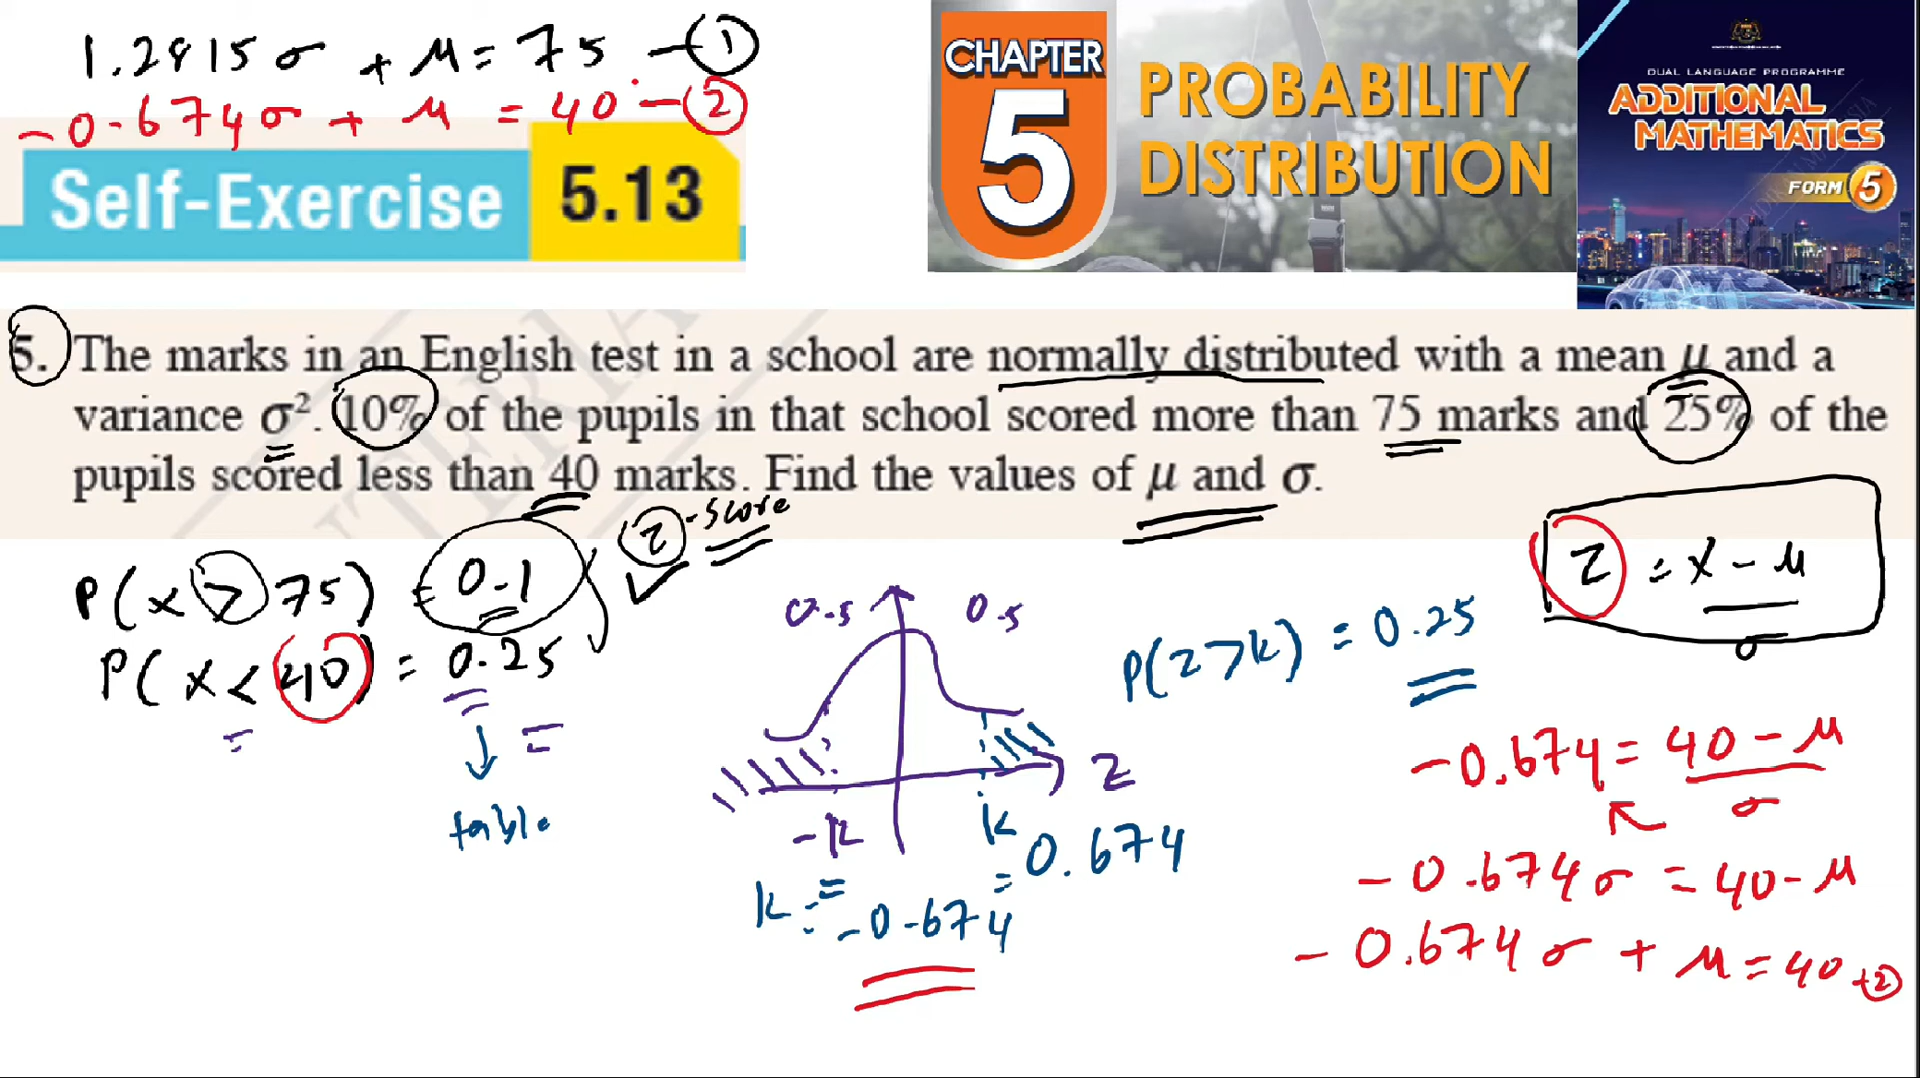 1.2815σ + μ = 75 — ①
-0.674σ + μ = 40 — ②
Self-Exercise 5.13
CHAPTER
5
PROBABILITY
DISTRIBUTION
DUAL LANGUAGE PROGRAMME
ADDITIONAL
MATHEMATICS
FORM 5
5. The marks in an English test in a school are normally distributed with a mean μ and a
variance σ². 10% of the pupils in that school scored more than 75 marks and 25% of the
pupils scored less than 40 marks. Find the values of μ and σ.
z-score
P(x > 75) = 0.1
P(x < 40) = 0.25
table
0.5 0.5
z
-k k
= 0.674
k = -0.674
P(z > k) = 0.25
z = x - μ
σ
-0.674 = 40 - μ
σ
-0.674σ = 40 - μ
-0.674σ + μ = 40 → ②